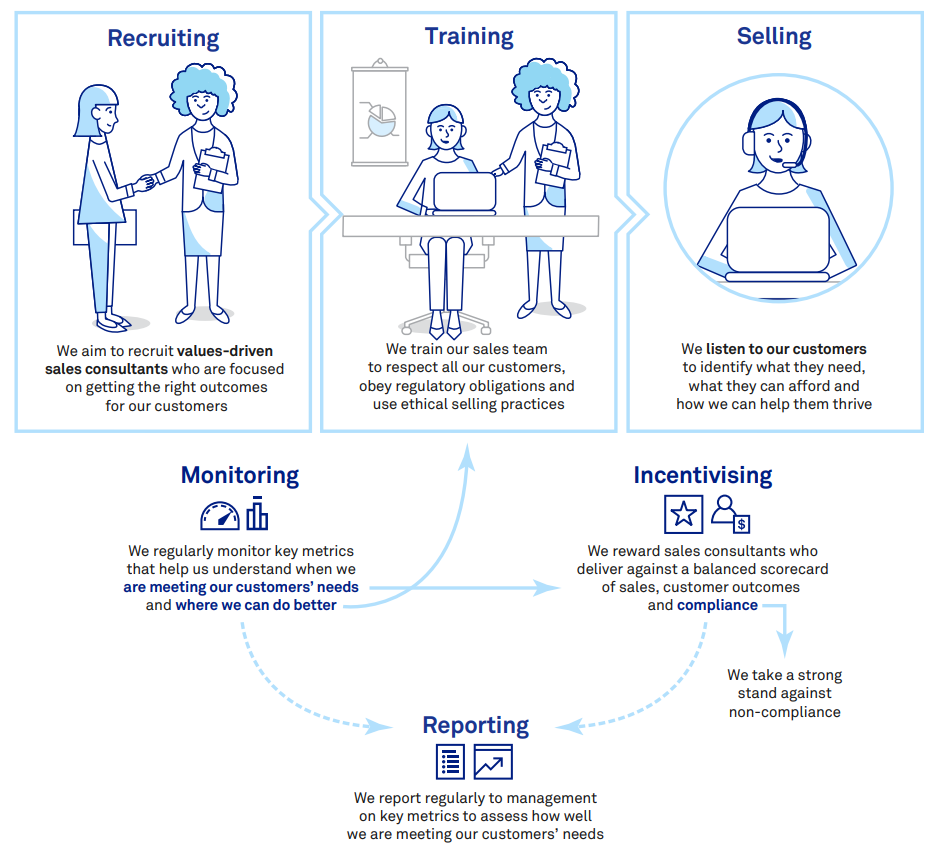 Recruiting
We aim to recruit values-driven
sales consultants who are focused
on getting the right outcomes
for our customers
Training
We train our sales team
to respect all our customers,
obey regulatory obligations and
use ethical selling practices
Selling
We listen to our customers
to identify what they need,
what they can afford and
how we can help them thrive
Monitoring
We regularly monitor key metrics
that help us understand when we
are meeting our customers’ needs
and where we can do better
Incentivising
$
We reward sales consultants who
deliver against a balanced scorecard
of sales, customer outcomes
and compliance
We take a strong
stand against
non-compliance
Reporting
We report regularly to management
on key metrics to assess how well
we are meeting our customers’ needs